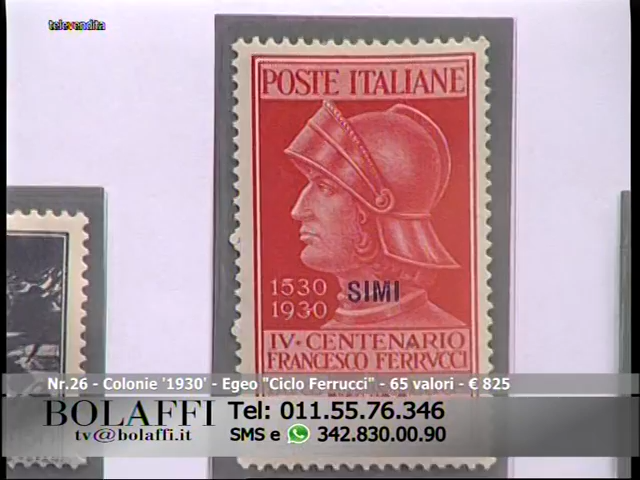 televendita
POSTE ITALIANE
1530
1930
SIMI
IV·CENTENARIO
FRANCESCO FERRVCCI
Nr.26 - Colonie '1930' - Egeo "Ciclo Ferrucci" - 65 valori - € 825
BOLAFFI
tv@bolaffi.it
Tel: 011.55.76.346
SMS e 342.830.00.90